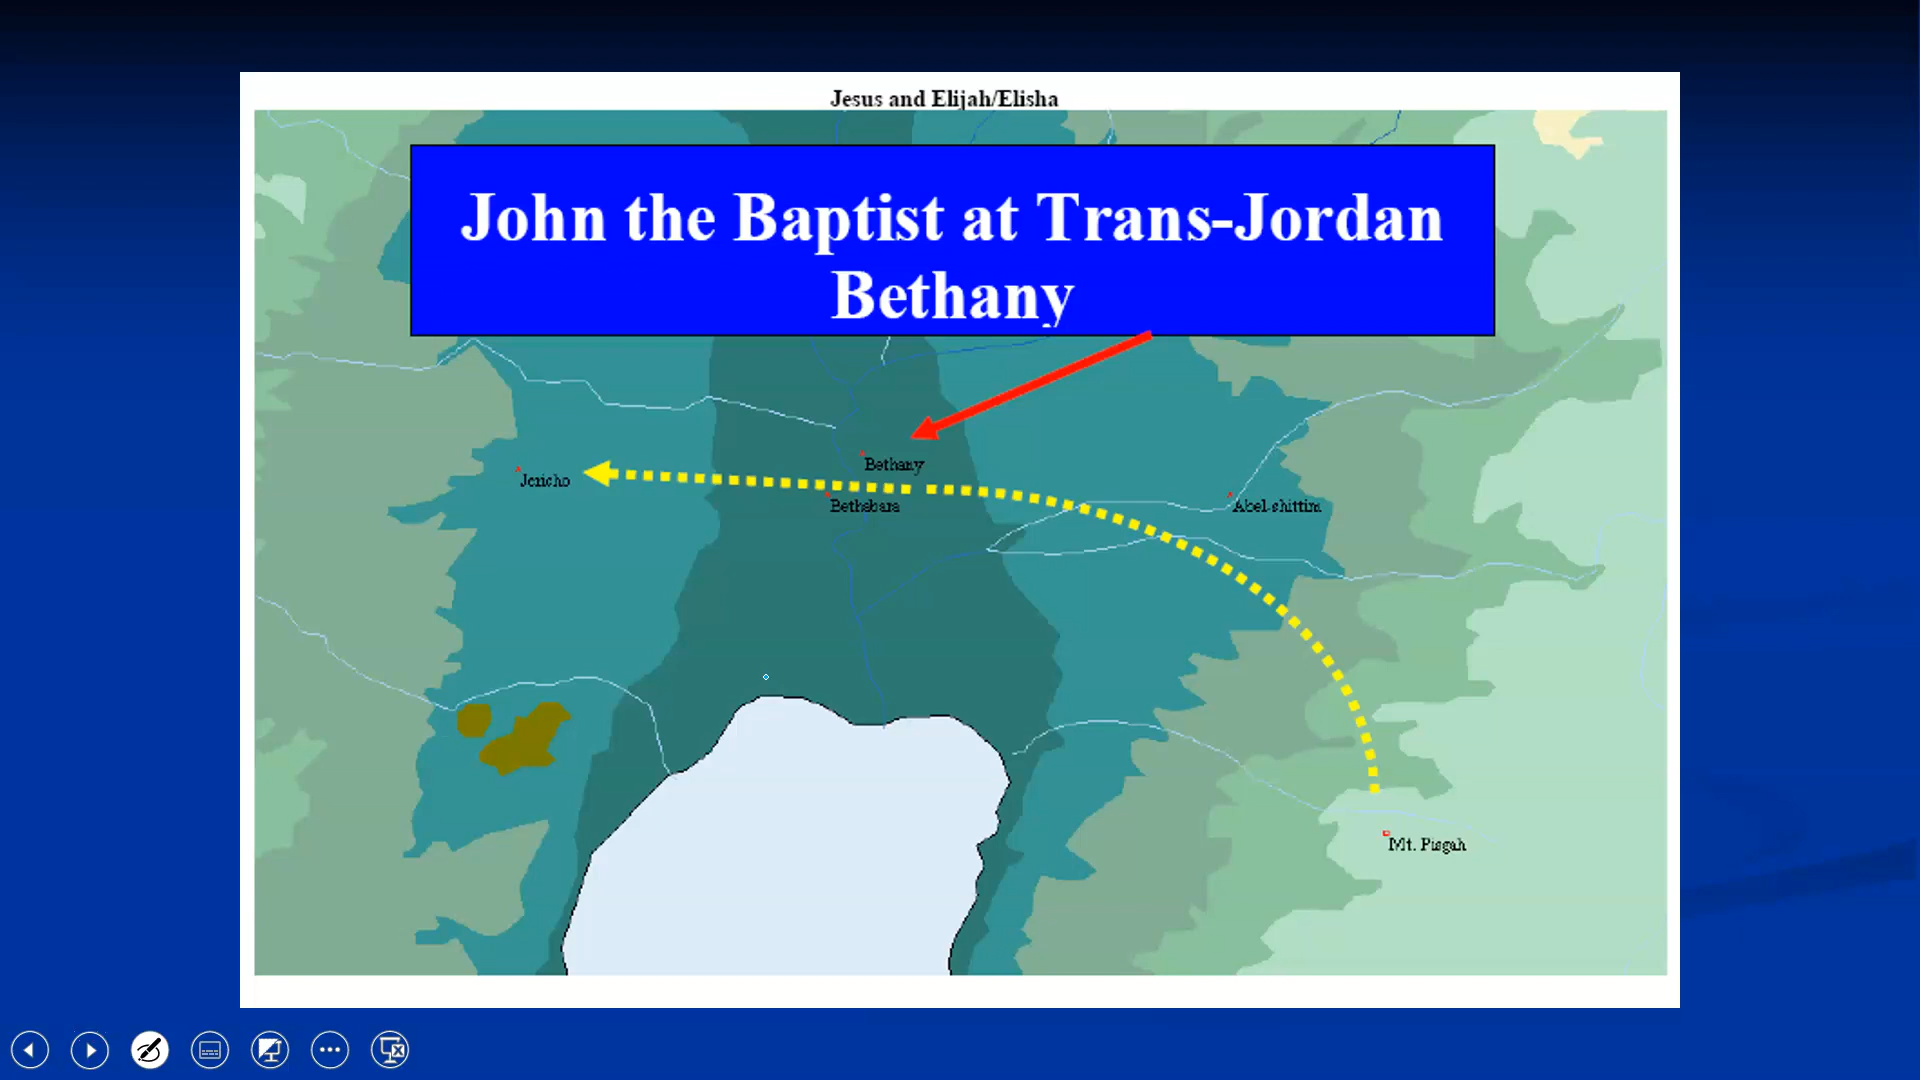 Jesus and Elijah/Elisha
John the Baptist at Trans-Jordan
Bethany
Bethany
Jericho
Bethabara
Abel-shittim
Mt. Pisgah